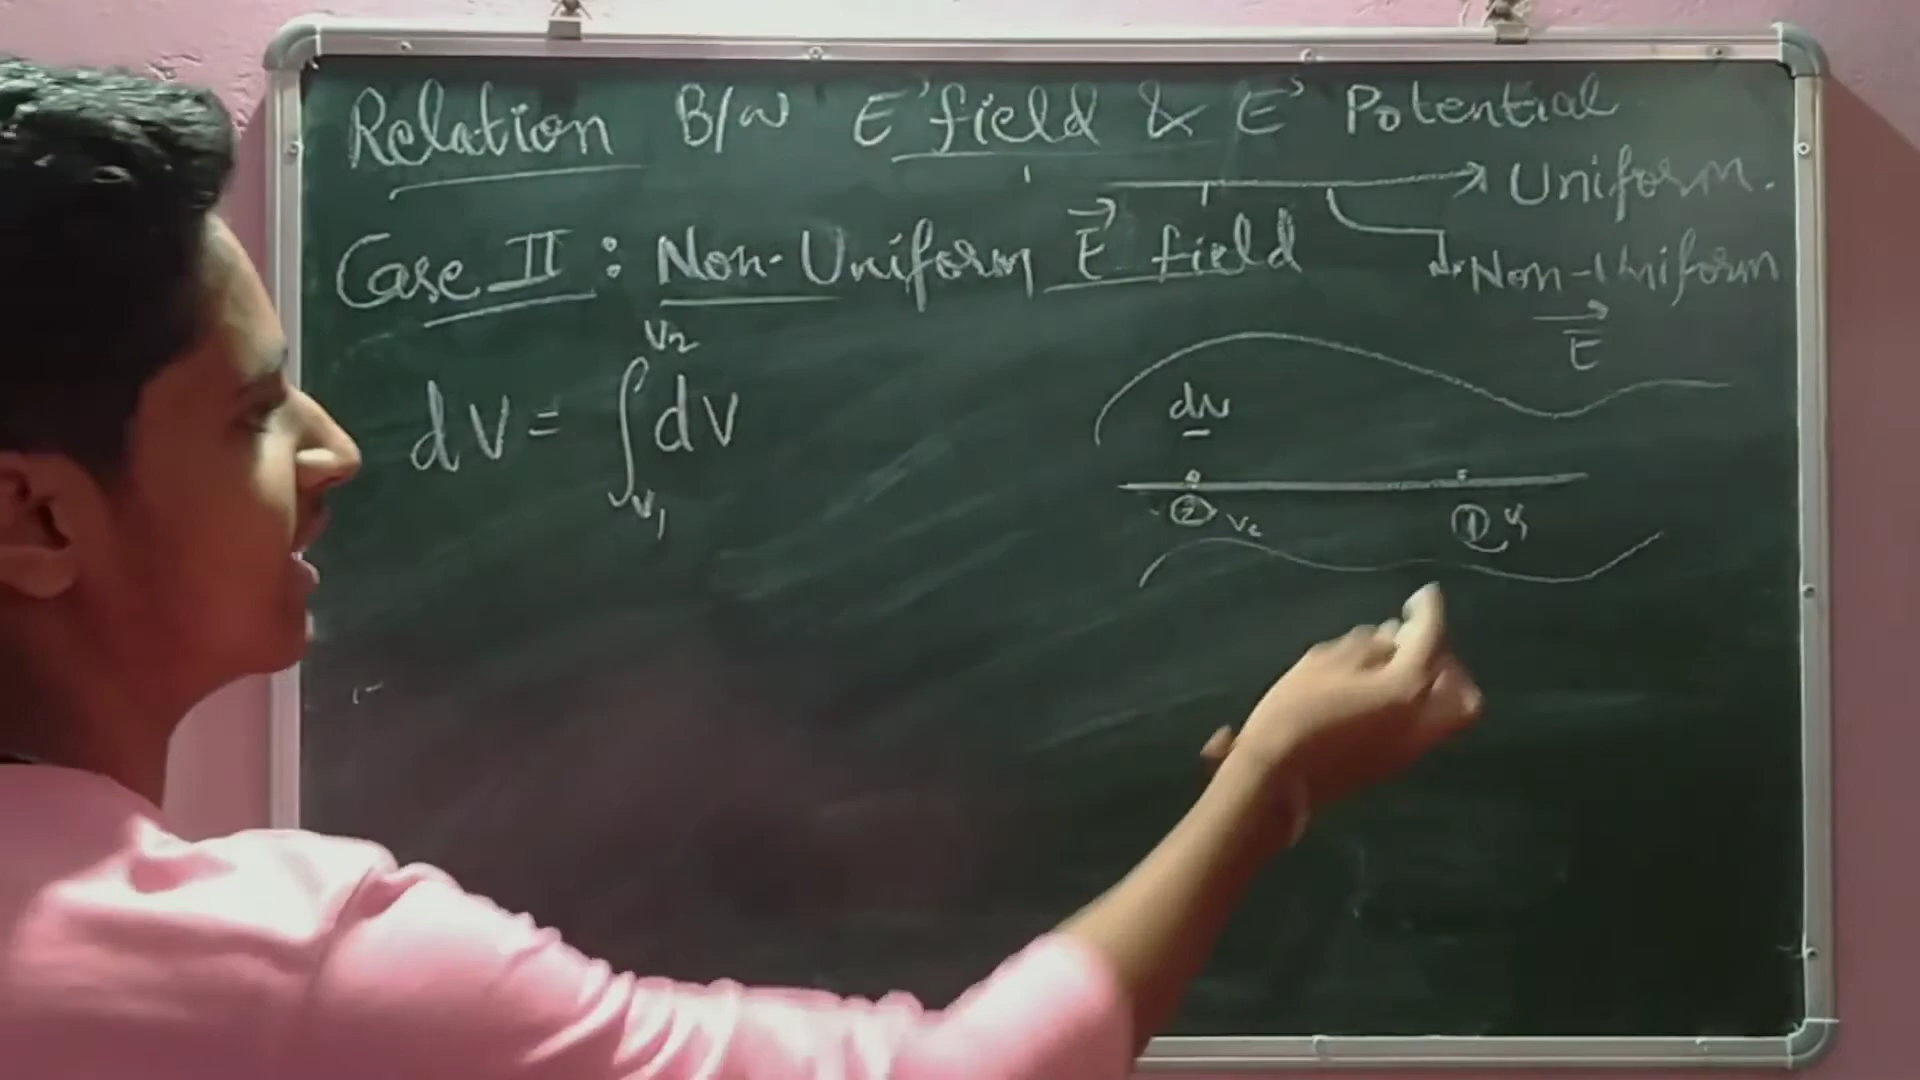 Relation B/w E' field & E' Potential
→ Uniform.
Case II : Non-Uniform E field
Non-Uniform
E
dV = ∫ dV
V2
V1
dv
② V2
① V1